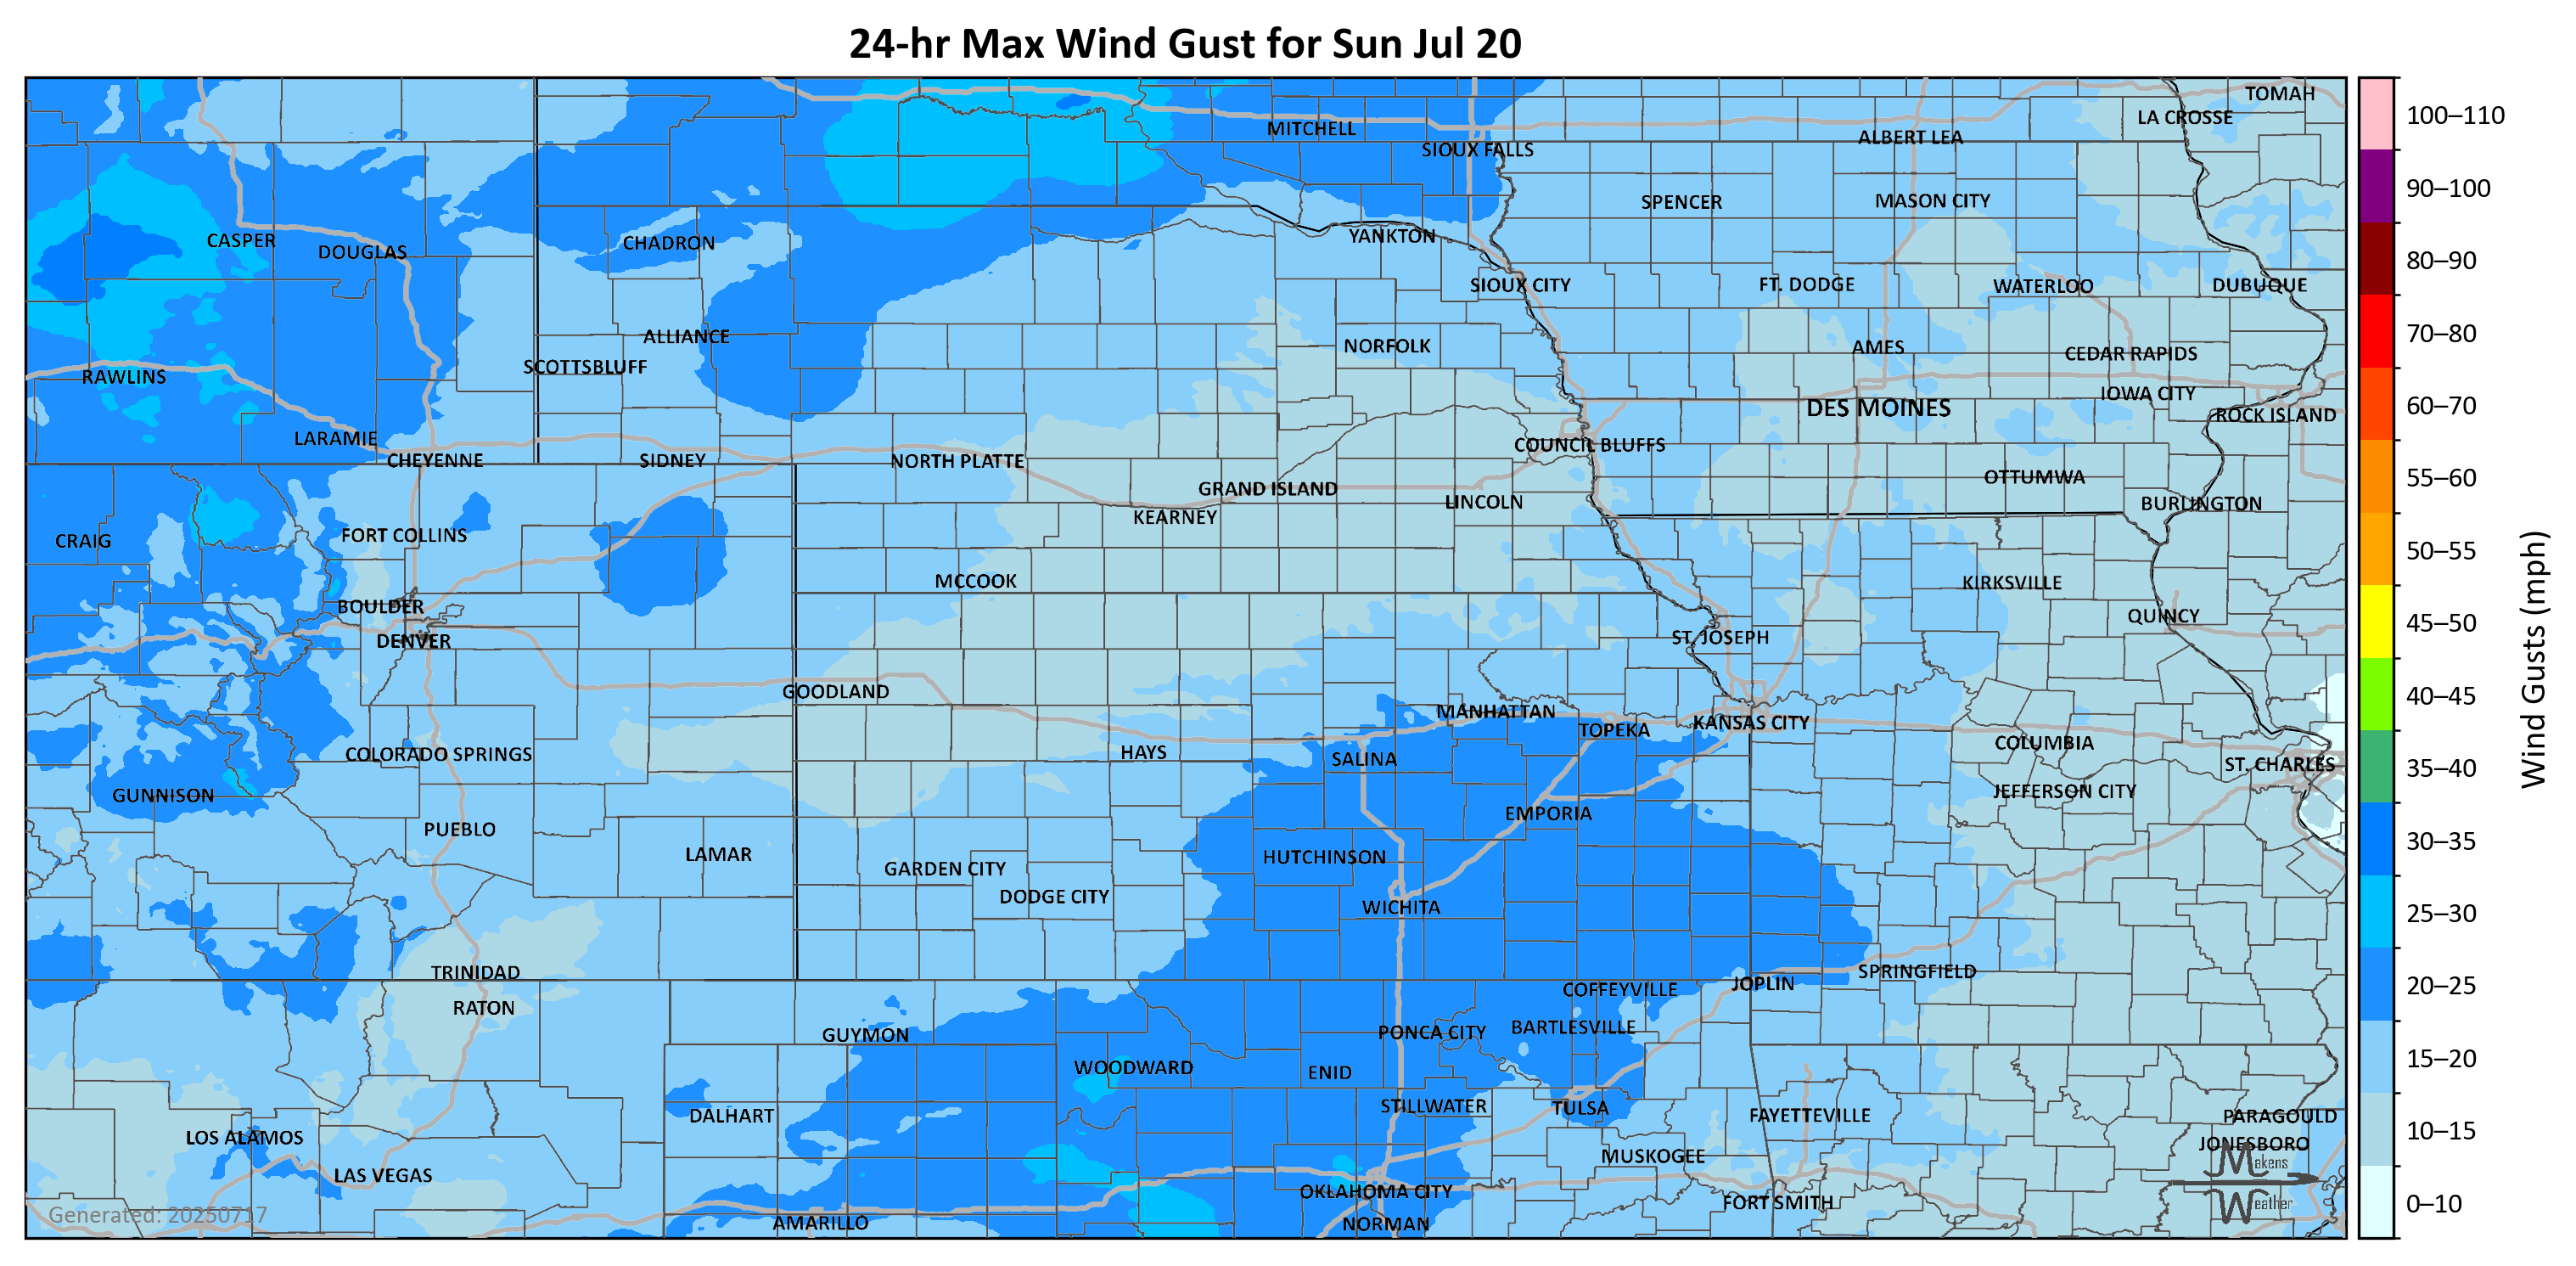 24-hr Max Wind Gust for Sun Jul 20
TOMAH
LA CROSSE
MITCHELL
ALBERT LEA
SIOUX FALLS
SPENCER
MASON CITY
YANKTON
CASPER
CHADRON
DOUGLAS
SIOUX CITY
FT. DODGE
WATERLOO
DUBUQUE
ALLIANCE
NORFOLK
AMES
CEDAR RAPIDS
SCOTTSBLUFF
RAWLINS
IOWA CITY
DES MOINES
ROCK ISLAND
LARAMIE
COUNCIL BLUFFS
CHEYENNE
SIDNEY
NORTH PLATTE
OTTUMWA
GRAND ISLAND
LINCOLN
BURLINGTON
KEARNEY
FORT COLLINS
CRAIG
MCCOOK
KIRKSVILLE
BOULDER
QUINCY
DENVER
ST. JOSEPH
GOODLAND
MANHATTAN
KANSAS CITY
TOPEKA
COLUMBIA
COLORADO SPRINGS
HAYS
SALINA
ST. CHARLES
GUNNISON
JEFFERSON CITY
EMPORIA
PUEBLO
LAMAR
HUTCHINSON
GARDEN CITY
DODGE CITY
WICHITA
TRINIDAD
SPRINGFIELD
JOPLIN
COFFEYVILLE
RATON
GUYMON
PONCA CITY
BARTLESVILLE
WOODWARD
ENID
STILLWATER
TULSA
DALHART
FAYETTEVILLE
PARAGOULD
LOS ALAMOS
JONESBORO
MUSKOGEE
LAS VEGAS
OKLAHOMA CITY
FORT SMITH
AMARILLO
NORMAN
Makens
Weather
Generated: 20250717
100–110
90–100
80–90
70–80
60–70
55–60
50–55
45–50
40–45
35–40
30–35
25–30
20–25
15–20
10–15
0–10
Wind Gusts (mph)